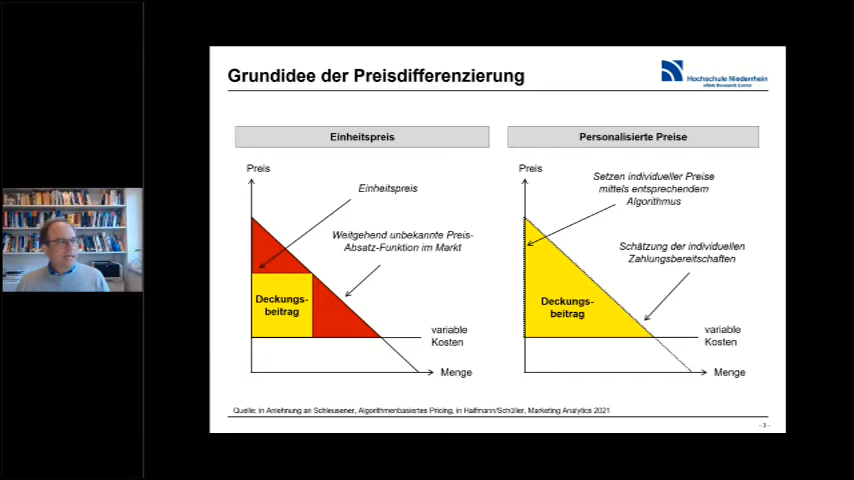 Grundidee der Preisdifferenzierung
Hochschule Niederrhein
eWeb Research Center
Einheitspreis
Personalisierte Preise
Preis
Einheitspreis
Weitgehend unbekannte Preis-
Absatz-Funktion im Markt
Deckungs-
beitrag
variable
Kosten
Menge
Preis
Setzen individueller Preise
mittels entsprechendem
Algorithmus
Schätzung der individuellen
Zahlungsbereitschaften
Deckungs-
beitrag
variable
Kosten
Menge
Quelle: in Anlehnung an Schleusener, Algorithmenbasiertes Pricing, in Halfmann/Schüller, Marketing Analytics 2021
- 3 -